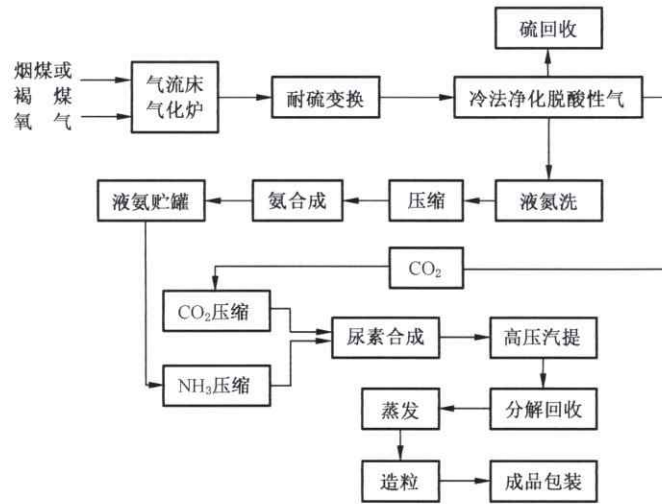 硫回收
烟煤或
褐 煤
氧 气
气流床
气化炉
耐硫变换
冷法净化脱酸性气
液氨贮罐
氨合成
压缩
液氮洗
CO₂
CO₂压缩
尿素合成
高压汽提
NH₃压缩
蒸发
分解回收
造粒
成品包装